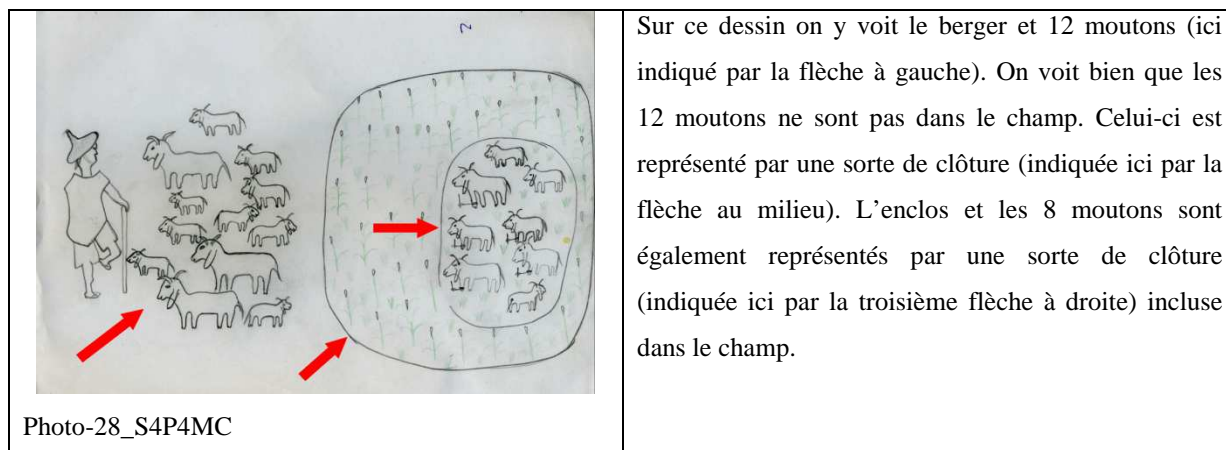 2
Sur ce dessin on y voit le berger et 12 moutons (ici
indiqué par la flèche à gauche). On voit bien que les
12 moutons ne sont pas dans le champ. Celui-ci est
représenté par une sorte de clôture (indiquée ici par la
flèche au milieu). L’enclos et les 8 moutons sont
également représentés par une sorte de clôture
(indiquée ici par la troisième flèche à droite) incluse
dans le champ.
Photo-28_S4P4MC